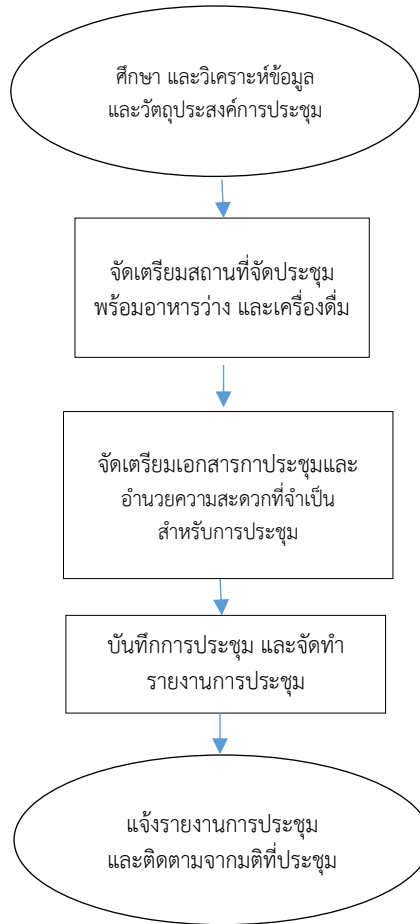 ศึกษา และวิเคราะห์ข้อมูล
และวัตถุประสงค์การประชุม
จัดเตรียมสถานที่จัดประชุม
พร้อมอาหารว่าง และเครื่องดื่ม
จัดเตรียมเอกสารกาประชุมและ
อำนวยความสะดวกที่จำเป็น
สำหรับการประชุม
บันทึกการประชุม และจัดทำ
รายงานการประชุม
แจ้งรายงานการประชุม
และติดตามจากมติที่ประชุม